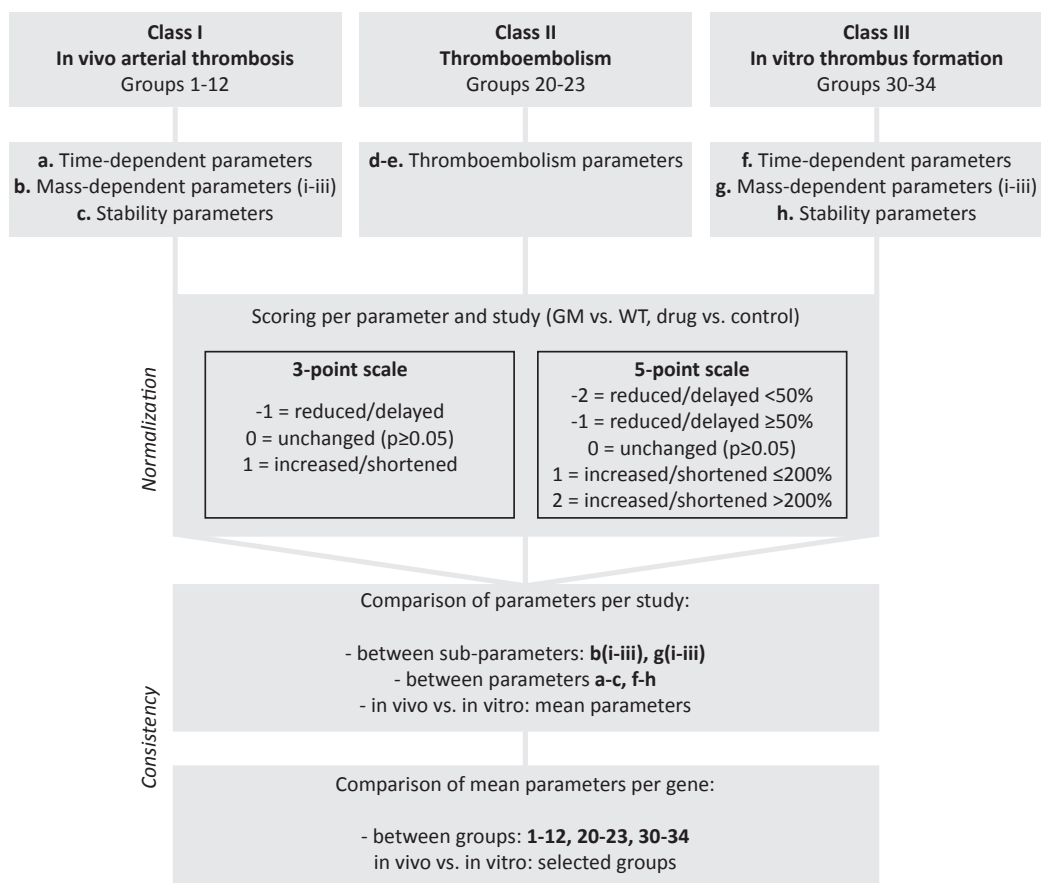 Class I
In vivo arterial thrombosis
Groups 1-12
Class II
Thromboembolism
Groups 20-23
Class III
In vitro thrombus formation
Groups 30-34
a. Time-dependent parameters
b. Mass-dependent parameters (i-iii)
c. Stability parameters
d-e. Thromboembolism parameters
f. Time-dependent parameters
g. Mass-dependent parameters (i-iii)
h. Stability parameters
Normalization
Scoring per parameter and study (GM vs. WT, drug vs. control)
3-point scale
-1 = reduced/delayed
0 = unchanged (p≥0.05)
1 = increased/shortened
5-point scale
-2 = reduced/delayed <50%
-1 = reduced/delayed ≥50%
0 = unchanged (p≥0.05)
1 = increased/shortened ≤200%
2 = increased/shortened >200%
Consistency
Comparison of parameters per study:
- between sub-parameters: b(i-iii), g(i-iii)
- between parameters a-c, f-h
- in vivo vs. in vitro: mean parameters
Comparison of mean parameters per gene:
- between groups: 1-12, 20-23, 30-34
in vivo vs. in vitro: selected groups